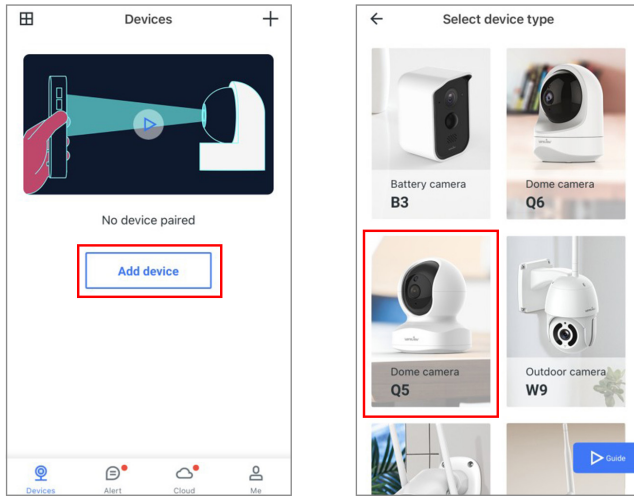 Devices
No device paired
Add device
Devices
Alert
Cloud
Me
Select device type
Battery camera
B3
Dome camera
Q6
Dome camera
Q5
Outdoor camera
W9
Guide